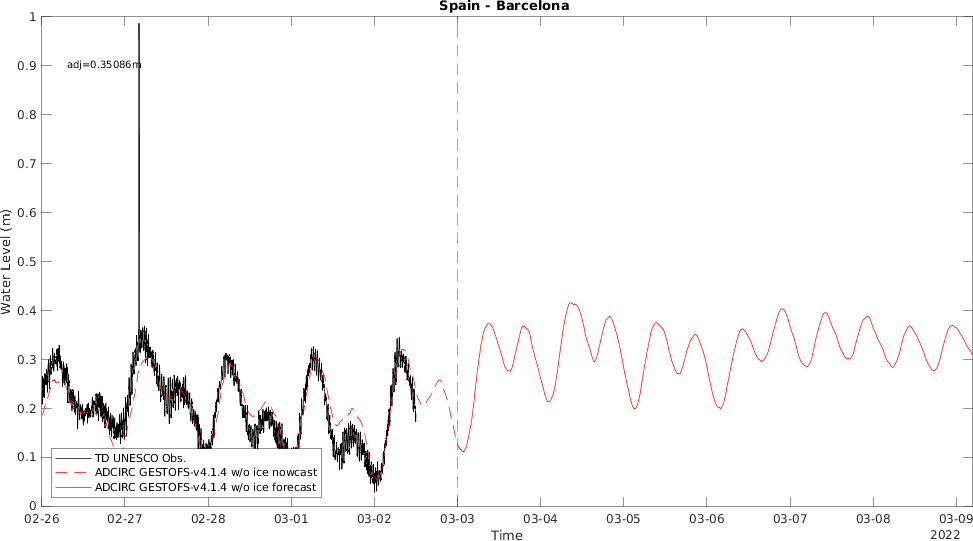 Spain - Barcelona
1
0.9
0.8
0.7
0.6
0.5
0.4
0.3
0.2
0.1
0
Water Level (m)
adj=0.35086m
TD UNESCO Obs.
ADCIRC GESTOFS-v4.1.4 w/o ice nowcast
ADCIRC GESTOFS-v4.1.4 w/o ice forecast
02-26 02-27 02-28 03-01 03-02 03-03 03-04 03-05 03-06 03-07 03-08 03-09
Time
2022